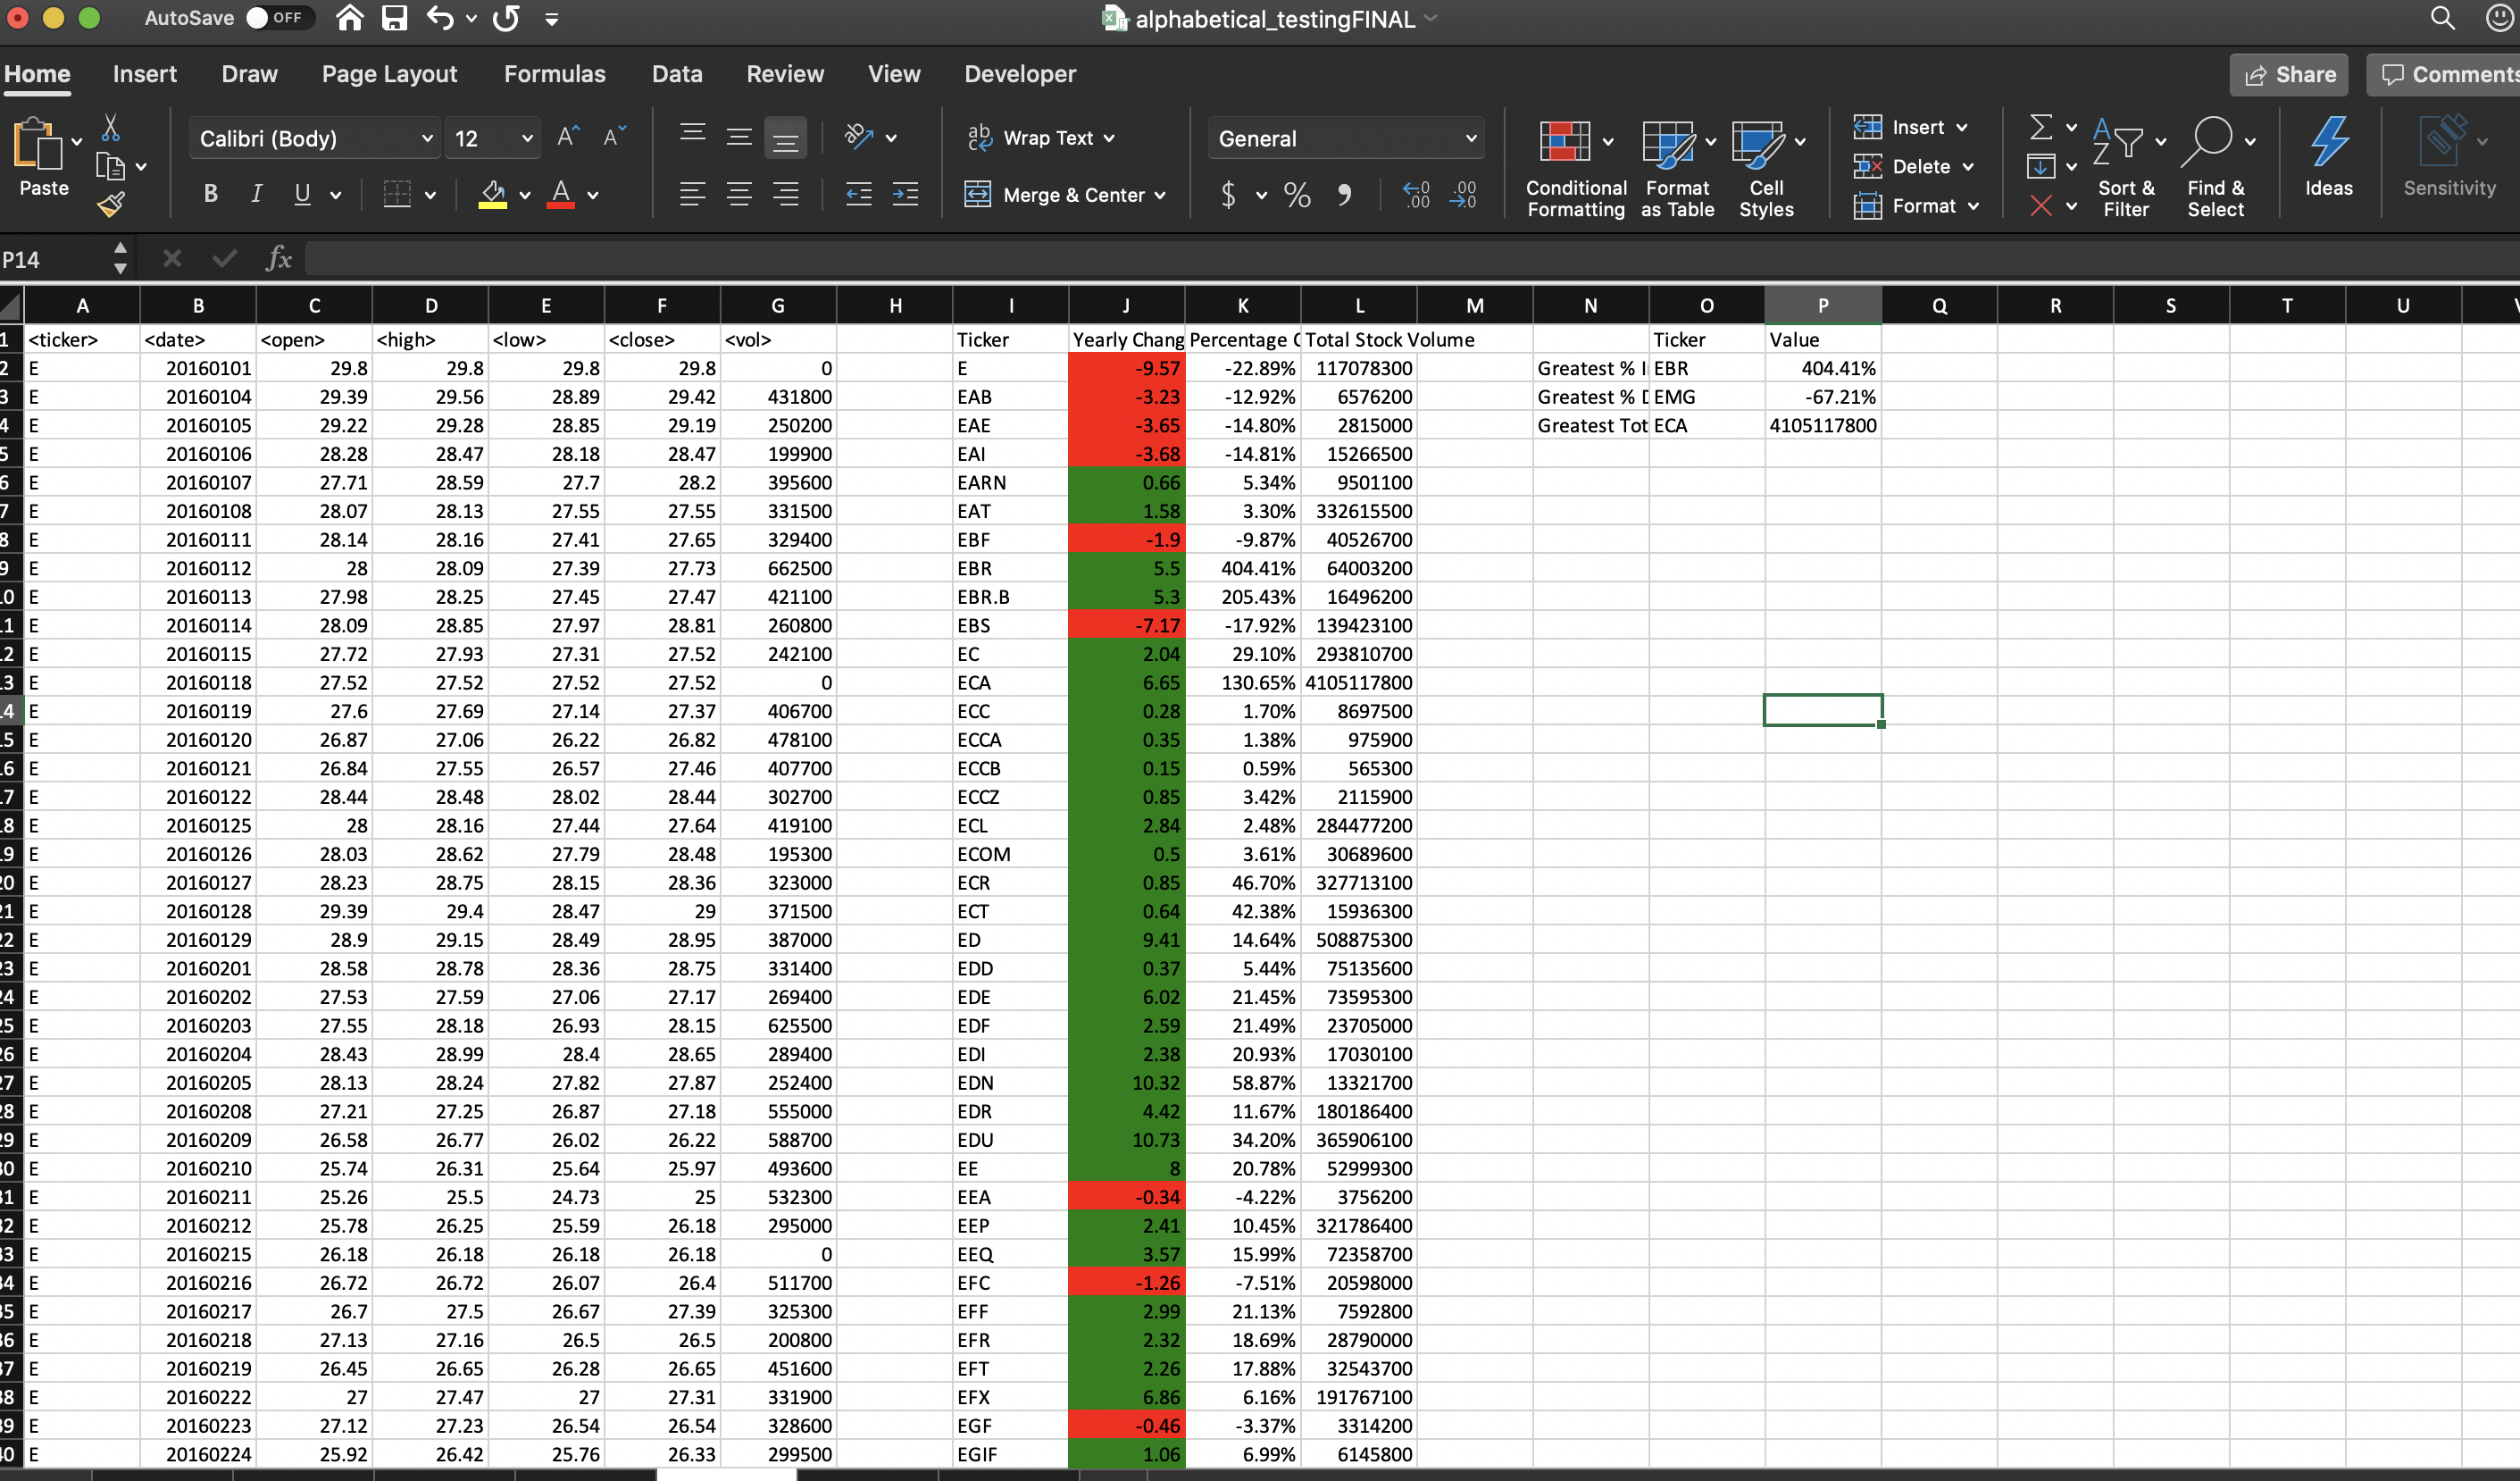 AutoSave OFF alphabetical_testingFINAL
Home Insert Draw Page Layout Formulas Data Review View Developer Share Comments
Paste Calibri (Body) 12 A^ A˅ ab Wrap Text General Conditional Formatting Format as Table Cell Styles Insert Delete Format Sort & Filter Find & Select Ideas Sensitivity
B I U A Merge & Center $ % 9 .00 .00
P14 fx
A B C D E F G H I J K L M N O P Q R S T U
1 <ticker> <date> <open> <high> <low> <close> <vol> Ticker Yearly Chang Percentage Total Stock Volume Ticker Value
2 E 20160101 29.8 29.8 29.8 29.8 0 E -9.57 -22.89% 117078300 Greatest % I EBR 404.41%
3 E 20160104 29.39 29.56 28.89 29.42 431800 EAB -3.23 -12.92% 6576200 Greatest % EMG -67.21%
4 E 20160105 29.22 29.28 28.85 29.19 250200 EAE -3.65 -14.80% 2815000 Greatest Tot ECA 4105117800
5 E 20160106 28.28 28.47 28.18 28.47 199900 EAI -3.68 -14.81% 15266500
6 E 20160107 27.71 28.59 27.7 28.2 395600 EARN 0.66 5.34% 9501100
7 E 20160108 28.07 28.13 27.55 27.55 331500 EAT 1.58 3.30% 332615500
8 E 20160111 28.14 28.16 27.41 27.65 329400 EBF -1.9 -9.87% 40526700
9 E 20160112 28 28.09 27.39 27.73 662500 EBR 5.5 404.41% 64003200
0 E 20160113 27.98 28.25 27.45 27.47 421100 EBR.B 5.3 205.43% 16496200
1 E 20160114 28.09 28.85 27.97 28.81 260800 EBS -7.17 -17.92% 139423100
2 E 20160115 27.72 27.93 27.31 27.52 242100 EC 2.04 29.10% 293810700
3 E 20160118 27.52 27.52 27.52 27.52 0 ECA 6.65 130.65% 4105117800
4 E 20160119 27.6 27.69 27.14 27.37 406700 ECC 0.28 1.70% 8697500
5 E 20160120 26.87 27.06 26.22 26.82 478100 ECCA 0.35 1.38% 975900
6 E 20160121 26.84 27.55 26.57 27.46 407700 ECCB 0.15 0.59% 565300
7 E 20160122 28.44 28.48 28.02 28.44 302700 ECCZ 0.85 3.42% 2115900
8 E 20160125 28 28.16 27.44 27.64 419100 ECL 2.84 2.48% 284477200
9 E 20160126 28.03 28.62 27.79 28.48 195300 ECOM 0.5 3.61% 30689600
0 E 20160127 28.23 28.75 28.15 28.36 323000 ECR 0.85 46.70% 327713100
1 E 20160128 29.39 29.4 28.47 29 371500 ECT 0.64 42.38% 15936300
2 E 20160129 28.9 29.15 28.49 28.95 387000 ED 9.41 14.64% 508875300
3 E 20160201 28.58 28.78 28.36 28.75 331400 EDD 0.37 5.44% 75135600
4 E 20160202 27.53 27.59 27.06 27.17 269400 EDE 6.02 21.45% 73595300
5 E 20160203 27.55 28.18 26.93 28.15 625500 EDF 2.59 21.49% 23705000
6 E 20160204 28.43 28.99 28.4 28.65 289400 EDI 2.38 20.93% 17030100
7 E 20160205 28.13 28.24 27.82 27.87 252400 EDN 10.32 58.87% 13321700
8 E 20160208 27.21 27.25 26.87 27.18 555000 EDR 4.42 11.67% 180186400
9 E 20160209 26.58 26.77 26.02 26.22 588700 EDU 10.73 34.20% 365906100
0 E 20160210 25.74 26.31 25.64 25.97 493600 EE 8 20.78% 52999300
1 E 20160211 25.26 25.5 24.73 25 532300 EEA -0.34 -4.22% 3756200
2 E 20160212 25.78 26.25 25.59 26.18 295000 EEP 2.41 10.45% 321786400
3 E 20160215 26.18 26.18 26.18 26.18 0 EEQ 3.57 15.99% 72358700
4 E 20160216 26.72 26.72 26.07 26.4 511700 EFC -1.26 -7.51% 20598000
5 E 20160217 26.7 27.5 26.67 27.39 325300 EFF 2.99 21.13% 7592800
6 E 20160218 27.13 27.16 26.5 26.5 200800 EFR 2.32 18.69% 28790000
7 E 20160219 26.45 26.65 26.28 26.65 451600 EFT 2.26 17.88% 32543700
8 E 20160222 27 27.47 27 27.31 331900 EFX 6.86 6.16% 191767100
9 E 20160223 27.12 27.23 26.54 26.54 328600 EGF -0.46 -3.37% 3314200
0 E 20160224 25.92 26.42 25.76 26.33 299500 EGIF 1.06 6.99% 6145800